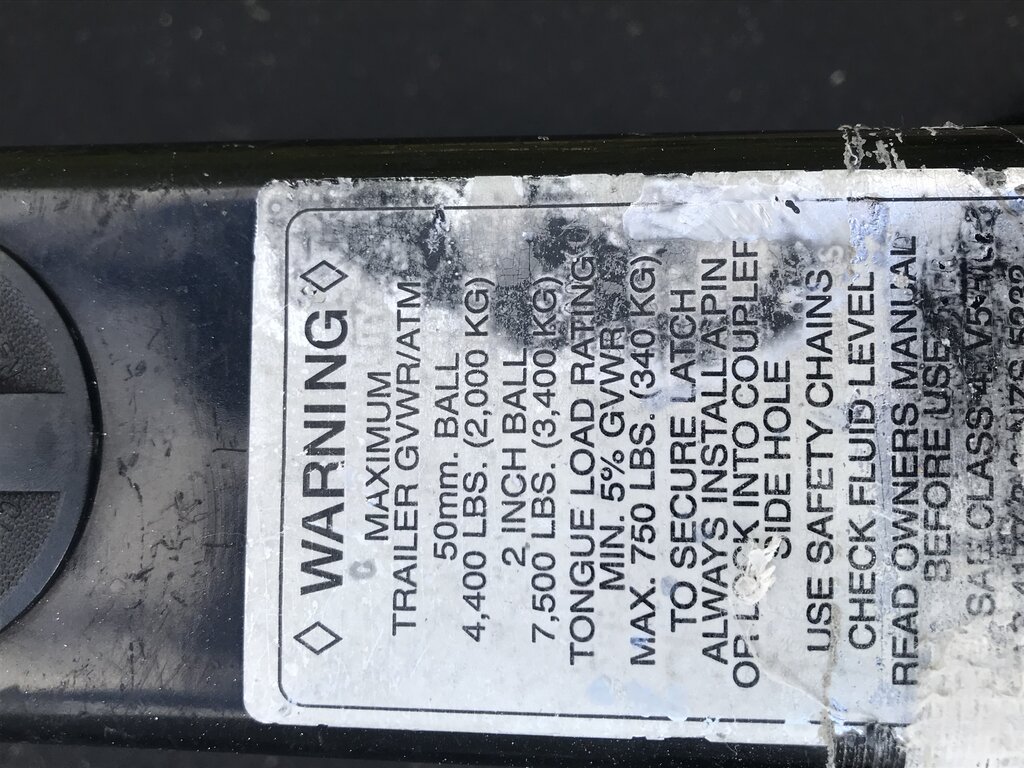 WARNING
MAXIMUM
TRAILER GVWR/ATM
50mm. BALL
4,400 LBS. (2,000 KG)
2 INCH BALL
7,500 LBS. (3,400 KG)
TONGUE LOAD RATING
MIN. 5% GVWR
MAX. 750 LBS. (340 KG)
TO SECURE LATCH
ALWAYS INSTALL A PIN
OR LOCK INTO COUPLER
SIDE HOLE
USE SAFETY CHAINS
CHECK FLUID LEVEL
READ OWNERS MANUAL
BEFORE USE
SAE CLASS